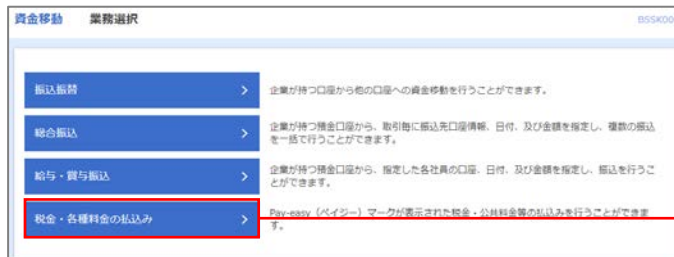 資金移動 業務選択 BSSK00
振込振替 >
企業が持つ口座から他の口座への資金移動を行うことができます。
総合振込 >
企業が持つ預金口座から、取引毎に振込先口座情報、日付、及び金額を指定し、複数の振込
を一括で行うことができます。
給与・賞与振込 >
企業が持つ預金口座から、指定した各社員の口座、日付、及び金額を指定し、振込を行うこ
とができます。
税金・各種料金の払込み >
Pay-easy（ペイジー）マークが表示された税金・公共料金等の払込みを行うことができま
す。